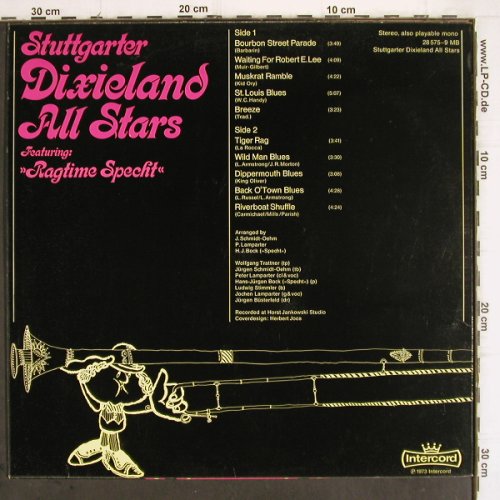 30 cm
20 cm
10 cm
www.LP-CD.de
Stuttgarter
Dixieland
All Stars
Featuring:
»Ragtime Specht«
Side 1
Bourbon Street Parade (3:49)
(Barbarin)
Waiting For Robert E. Lee (4:09)
(Muir-Gilbert)
Muskrat Ramble (4:22)
(Kid Ory)
St. Louis Blues (5:07)
(W.C. Handy)
Breeze (3:23)
(Trad.)
Side 2
Tiger Rag (3:41)
(La Rocca)
Wild Man Blues (3:30)
(L. Armstrong / J.R. Morton)
Dippermouth Blues (3:08)
(King Oliver)
Back O'Town Blues (4:28)
(L. Russel / L. Armstrong)
Riverboat Shuffle (4:24)
(Carmichael / Mills / Parish)
Stereo, also playable mono
28 575-9 MB
Stuttgarter Dixieland All Stars
Arranged by
J. Schmidt-Oehm
P. Lamparter
H.J. Bock (»Specht«)
Wolfgang Trattner (tp)
Jürgen Schmidt-Oehm (tb)
Peter Lamparter (cl & voc)
Hans-Jürgen Bock (»Specht«) (p)
Ludwig Stimmler (b)
Jochen Lamparter (g & voc)
Jürgen Büsterfeld (dr)
Recorded at Horst Jankowski Studio
Coverdesign: Herbert Joos
Intercord
℗ 1973 Intercord
10 cm
20 cm
30 cm